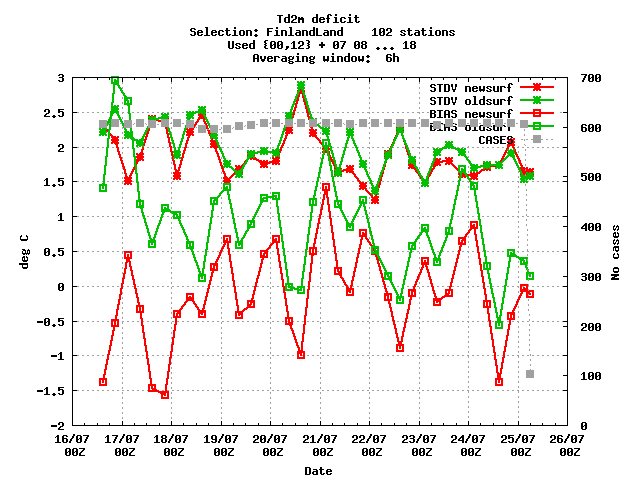 Td2m deficit
Selection: FinlandLand    102 stations
Used {00,12} + 07 08 ... 18
Averaging window:  6h
3
2.5
2
1.5
1
0.5
0
-0.5
-1
-1.5
-2
deg C
700
600
500
400
300
200
100
0
No cases
STDV newsurf
STDV oldsurf
BIAS newsurf
BIAS oldsurf
CASES
16/07 17/07 18/07 19/07 20/07 21/07 22/07 23/07 24/07 25/07 26/07
00Z 00Z 00Z 00Z 00Z 00Z 00Z 00Z 00Z 00Z 00Z
Date